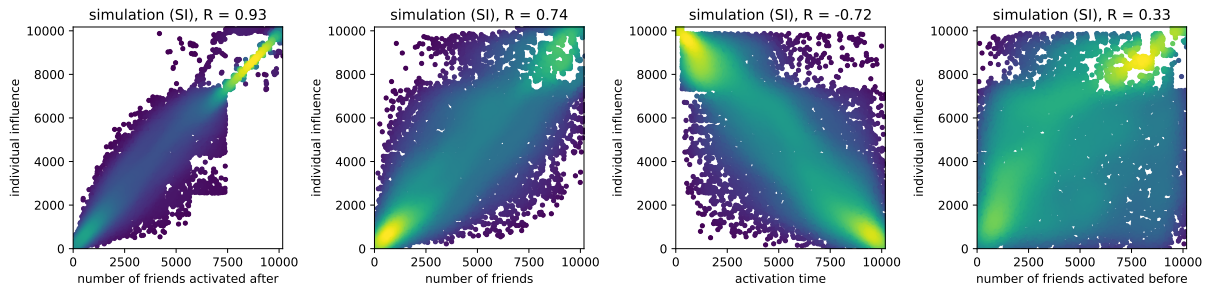 simulation (SI), R = 0.93
individual influence
10000
8000
6000
4000
2000
0
0 2500 5000 7500 10000
number of friends activated after
simulation (SI), R = 0.74
individual influence
10000
8000
6000
4000
2000
0
0 2500 5000 7500 10000
number of friends
simulation (SI), R = -0.72
individual influence
10000
8000
6000
4000
2000
0
0 2500 5000 7500 10000
activation time
simulation (SI), R = 0.33
individual influence
10000
8000
6000
4000
2000
0
0 2500 5000 7500 10000
number of friends activated before